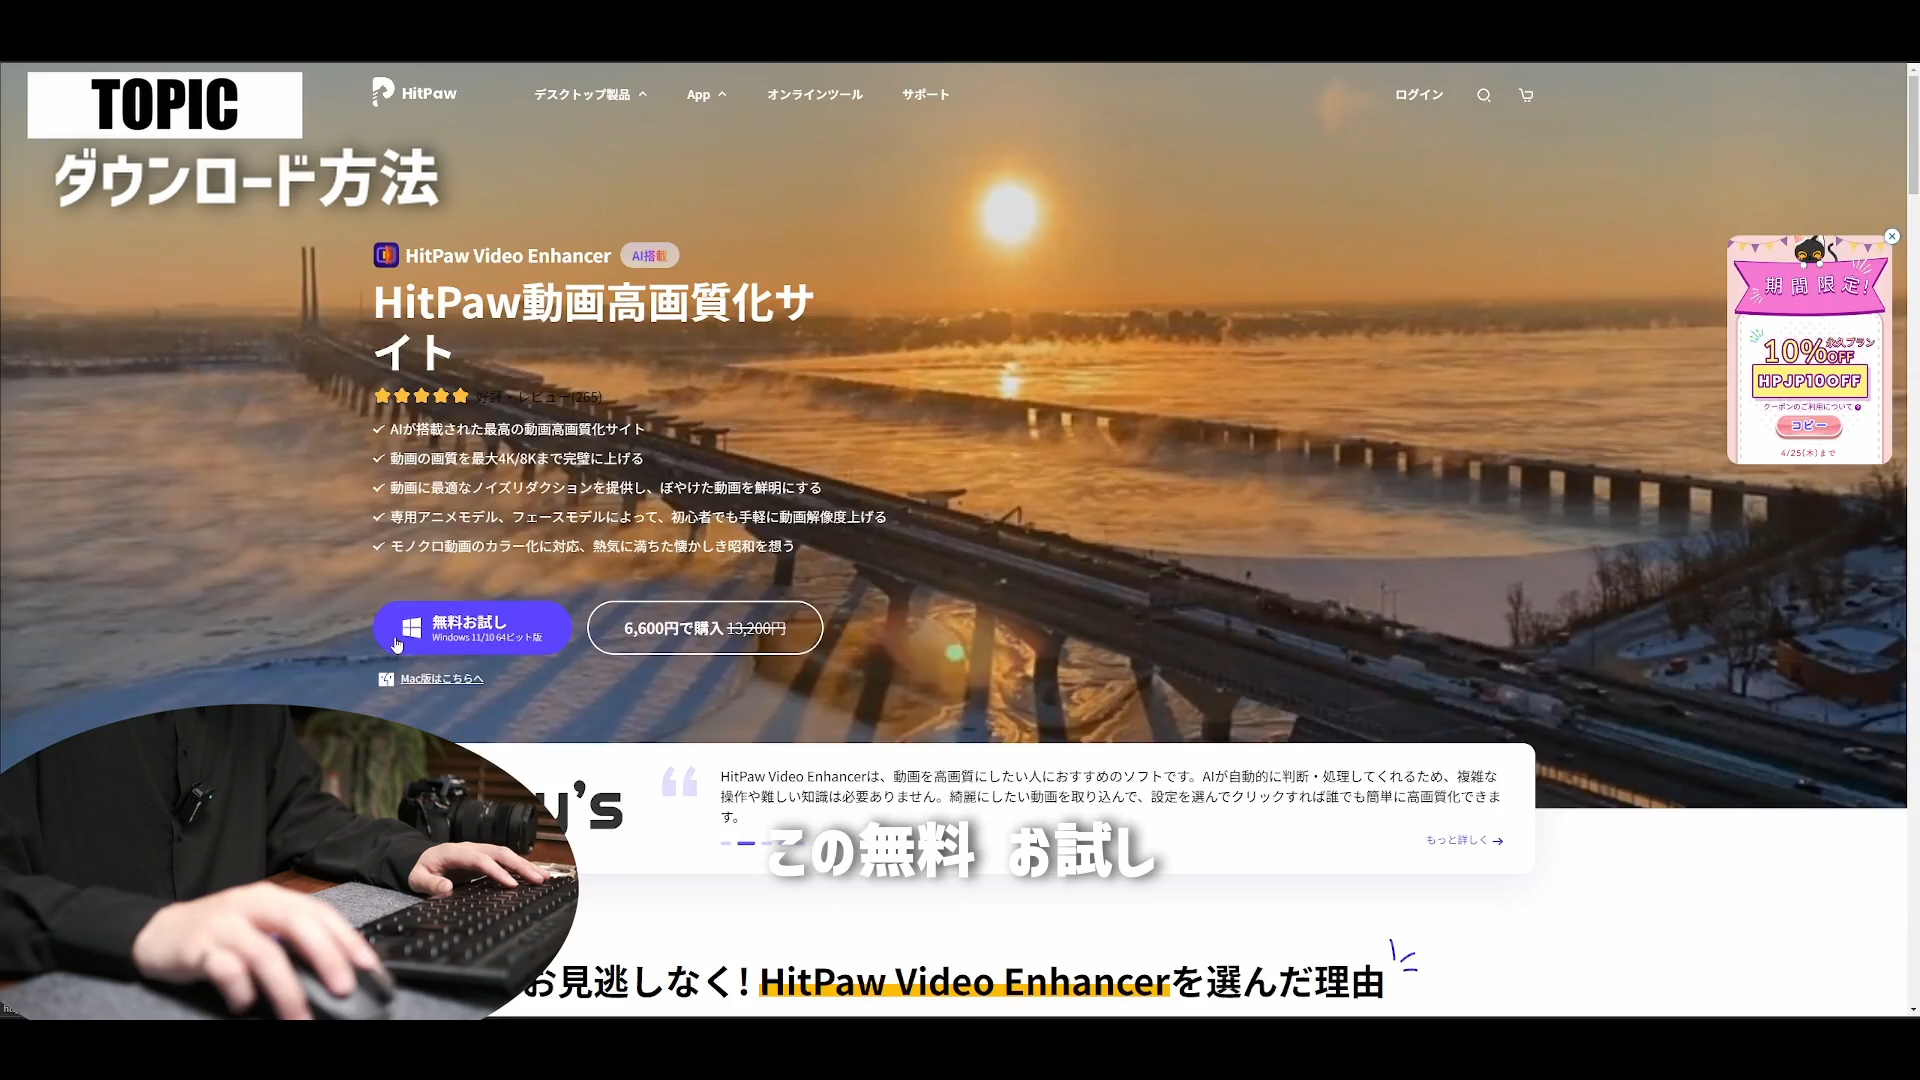 TOPIC
ダウンロード方法
HitPaw
デスクトップ製品
App
オンラインツール
サポート
ログイン
HitPaw Video Enhancer
AI搭載
HitPaw動画高画質化サ
イト
好評・レビュー(265)
AIが搭載された最高の動画高画質化サイト
動画の画質を最大4K/8Kまで完璧に上げる
動画に最適なノイズリダクションを提供し、ぼやけた動画を鮮明にする
専用アニメモデル、フェースモデルによって、初心者でも手軽に動画解像度上げる
モノクロ動画のカラー化に対応、熱気に満ちた懐かしき昭和を想う
無料お試し
Windows 11/10 64ビット版
6,600円で購入 13,200円
Mac版はこちらへ
期間限定!
10%OFF
永久プラン
HPJP10OFF
クーポンのご利用について
コピー
4/25(木)まで
y's
HitPaw Video Enhancerは、動画を高画質にしたい人におすすめのソフトです。AIが自動的に判断・処理してくれるため、複雑な
操作や難しい知識は必要ありません。綺麗にしたい動画を取り込んで、設定を選んでクリックすれば誰でも簡単に高画質化できま
す。
もっと詳しく
この無料 お試し
お見逃しなく! HitPaw Video Enhancerを選んだ理由